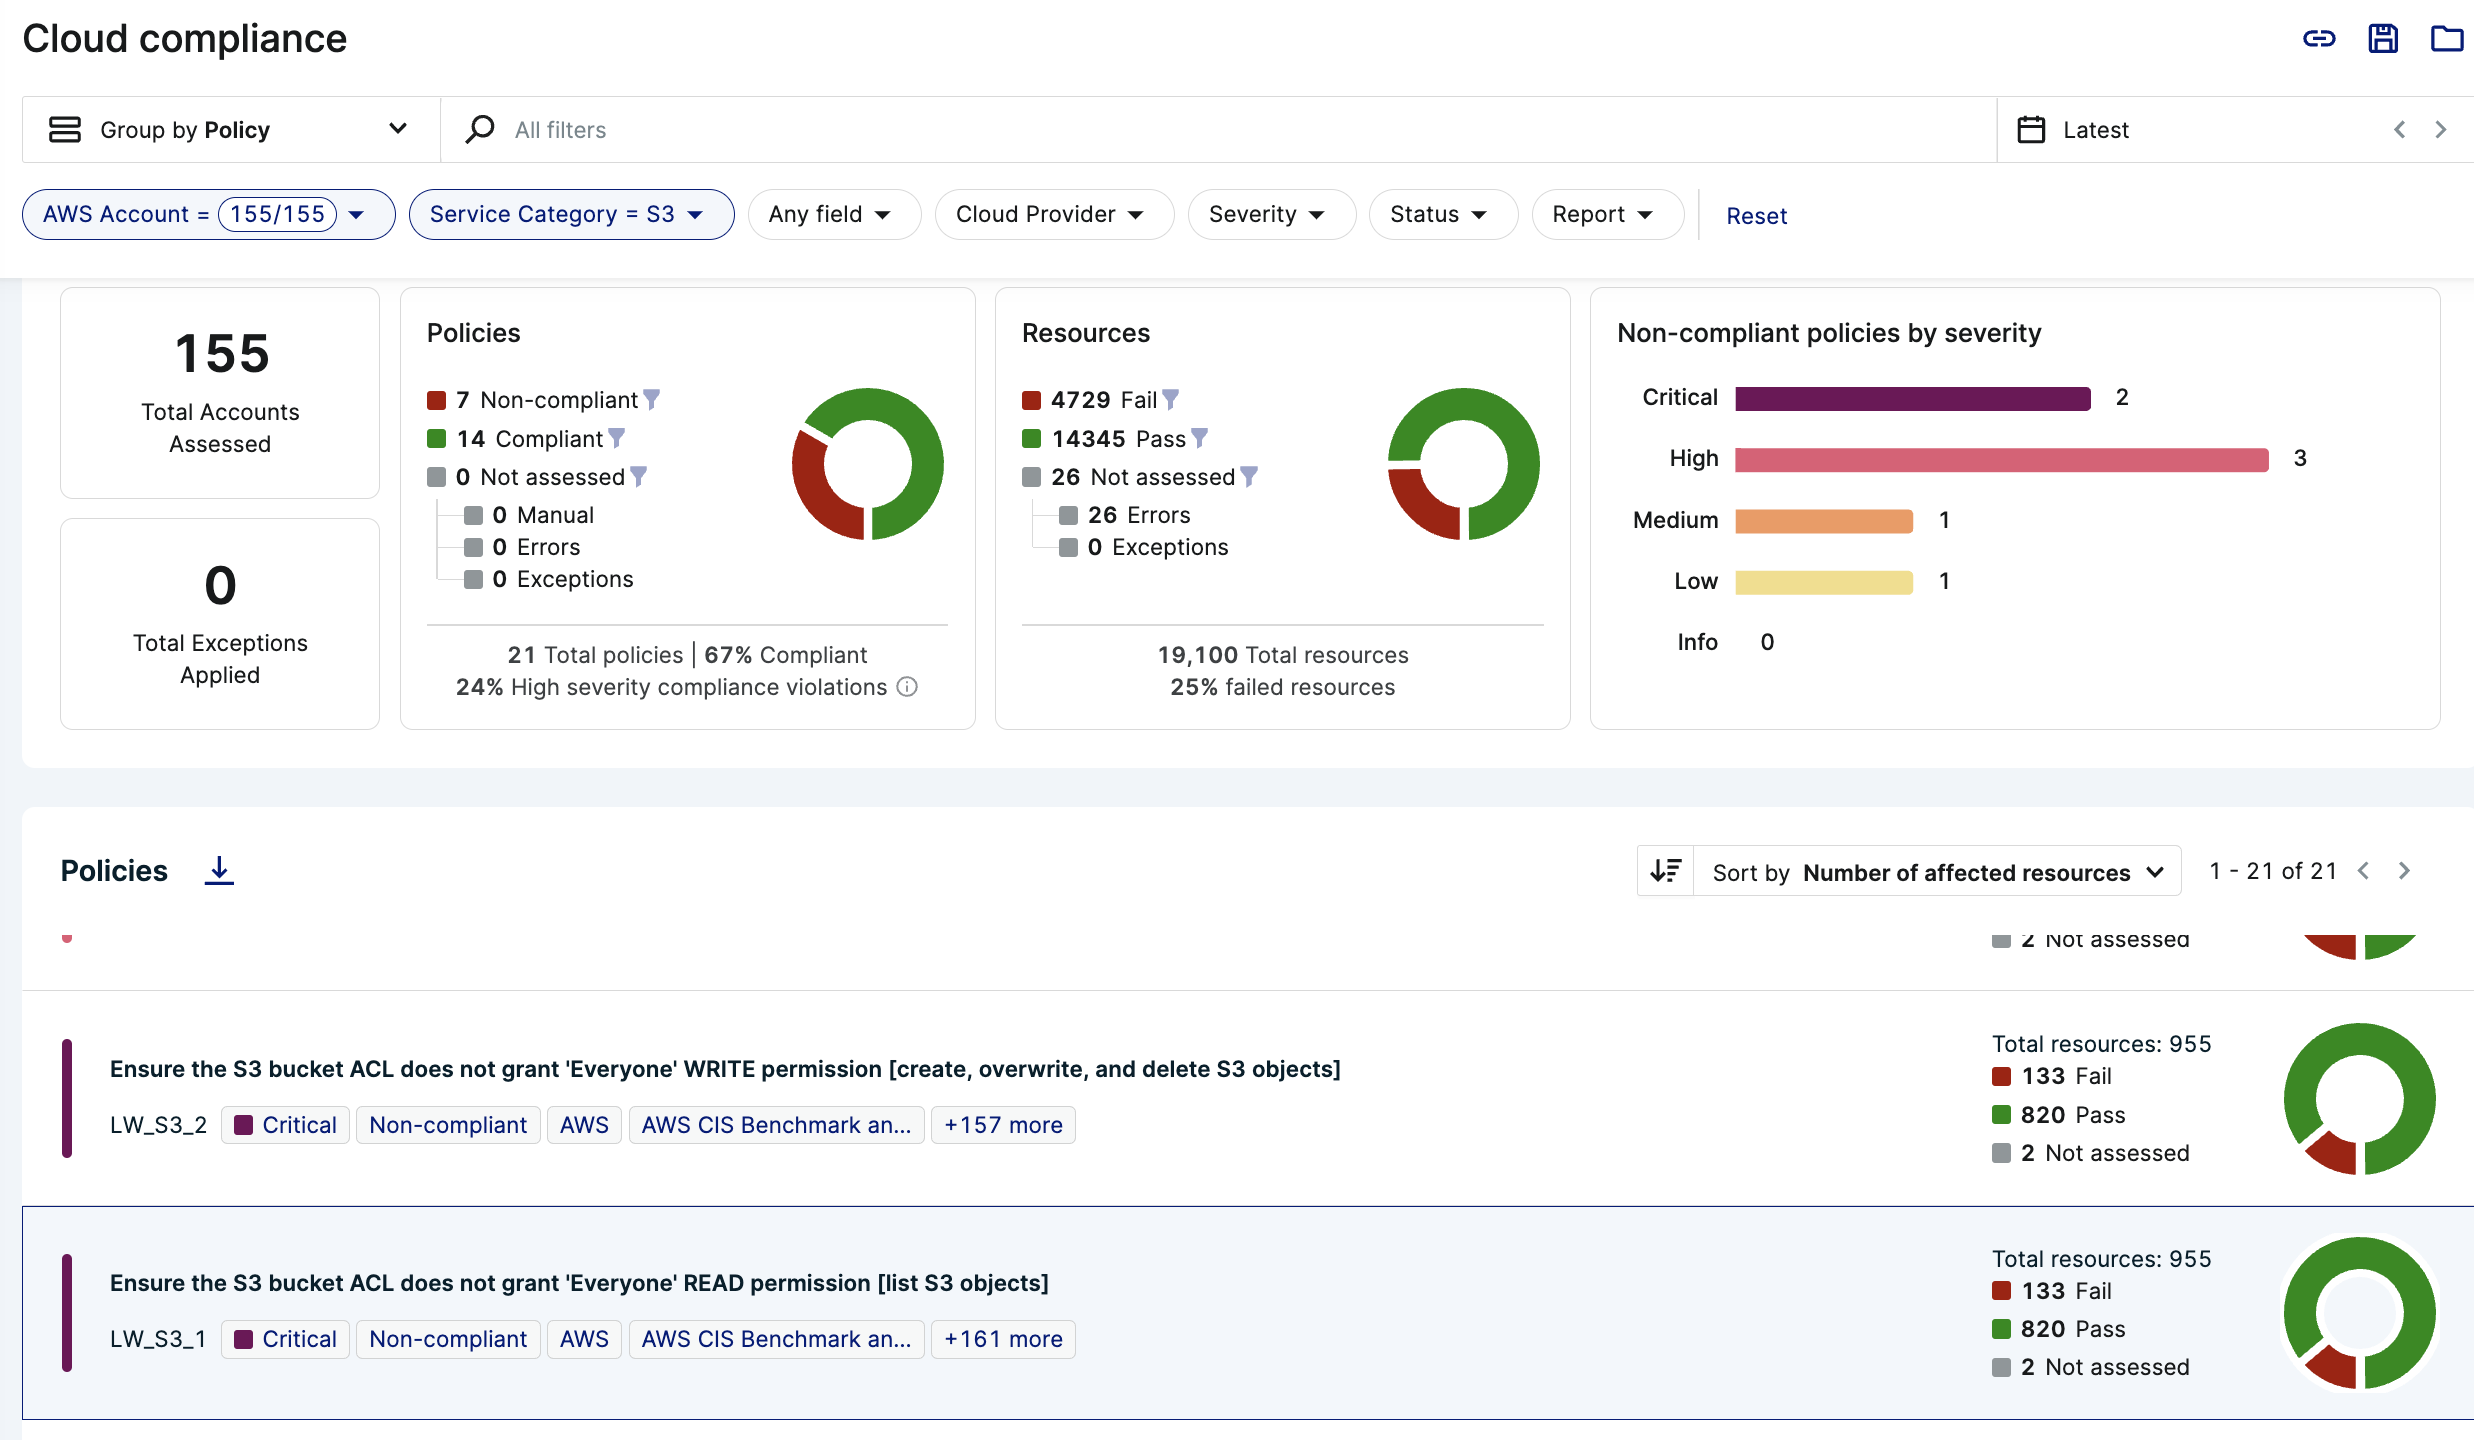 Cloud compliance
Group by Policy
All filters
Latest
AWS Account = 155/155
Service Category = S3
Any field
Cloud Provider
Severity
Status
Report
Reset
155
Total Accounts
Assessed
0
Total Exceptions
Applied
Policies
7 Non-compliant
14 Compliant
0 Not assessed
0 Manual
0 Errors
0 Exceptions
21 Total policies | 67% Compliant
24% High severity compliance violations
Resources
4729 Fail
14345 Pass
26 Not assessed
26 Errors
0 Exceptions
19,100 Total resources
25% failed resources
Non-compliant policies by severity
Critical 2
High 3
Medium 1
Low 1
Info 0
Policies
Sort by Number of affected resources
1 - 21 of 21
2 Not assessed
Ensure the S3 bucket ACL does not grant 'Everyone' WRITE permission [create, overwrite, and delete S3 objects]
LW_S3_2 Critical Non-compliant AWS AWS CIS Benchmark an... +157 more
Total resources: 955
133 Fail
820 Pass
2 Not assessed
Ensure the S3 bucket ACL does not grant 'Everyone' READ permission [list S3 objects]
LW_S3_1 Critical Non-compliant AWS AWS CIS Benchmark an... +161 more
Total resources: 955
133 Fail
820 Pass
2 Not assessed